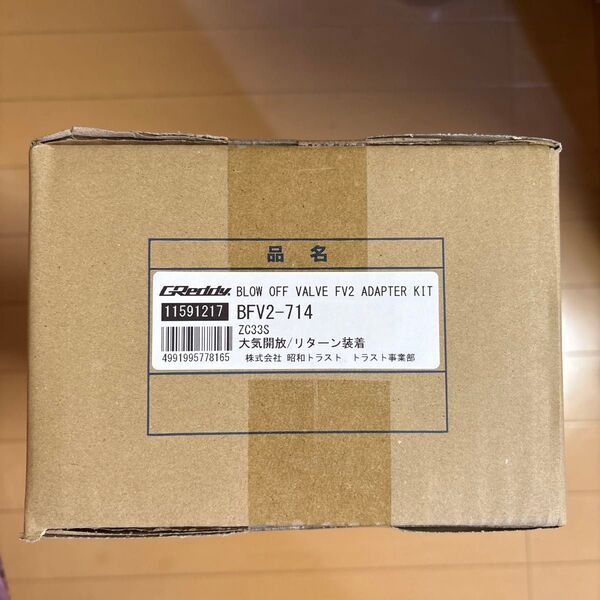 品名
GReddy BLOW OFF VALVE FV2 ADAPTER KIT
11591217 BFV2-714
ZC33S
大気開放/リターン装着
4991995778165 株式会社 昭和トラスト トラスト事業部